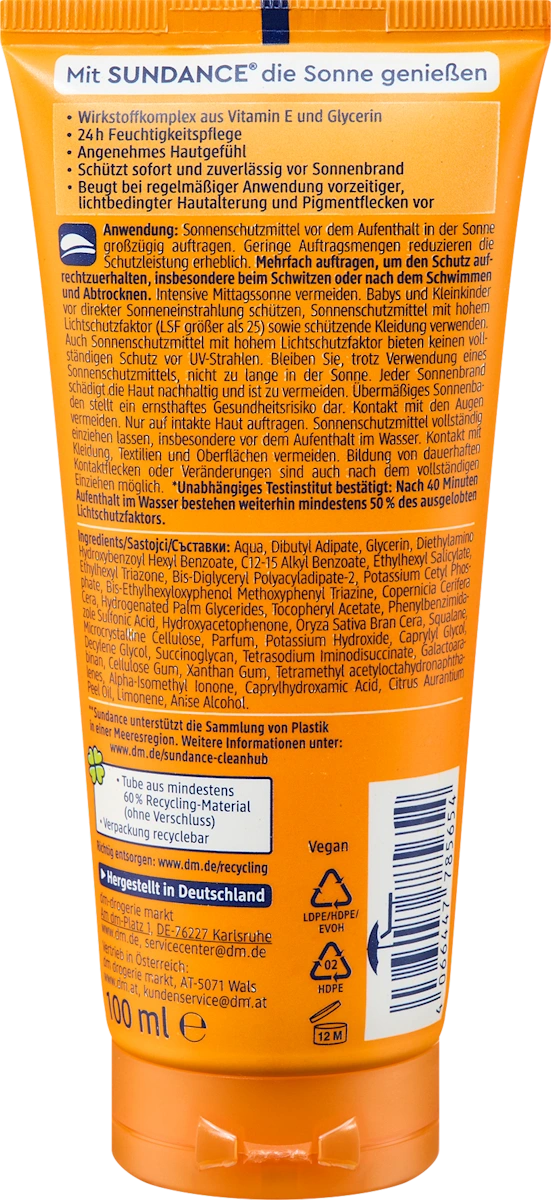 Mit SUNDANCE® die Sonne genießen
• Wirkstoffkomplex aus Vitamin E und Glycerin
• 24h Feuchtigkeitspflege
• Angenehmes Hautgefühl
• Schützt sofort und zuverlässig vor Sonnenbrand
• Beugt bei regelmäßiger Anwendung vorzeitiger,
lichtbedingter Hautalterung und Pigmentflecken vor
Anwendung: Sonnenschutzmittel vor dem Aufenthalt in der Sonne
großzügig auftragen. Geringe Auftragsmengen reduzieren die
Schutzleistung erheblich. Mehrfach auftragen, um den Schutz auf-
rechtzuerhalten, insbesondere beim Schwitzen oder nach dem Schwimmen
und Abtrocknen. Intensive Mittagssonne vermeiden. Babys und Kleinkinder
vor direkter Sonneneinstrahlung schützen, Sonnenschutzmittel mit hohem
Lichtschutzfaktor (LSF größer als 25) sowie schützende Kleidung verwenden.
Auch Sonnenschutzmittel mit hohem Lichtschutzfaktor bieten keinen voll-
ständigen Schutz vor UV-Strahlen. Bleiben Sie, trotz Verwendung eines
Sonnenschutzmittels, nicht zu lange in der Sonne. Jeder Sonnenbrand
schädigt die Haut nachhaltig und ist zu vermeiden. Übermäßiges Sonnenba-
den stellt ein ernsthaftes Gesundheitsrisiko dar. Kontakt mit den Augen
vermeiden. Nur auf intakte Haut auftragen. Sonnenschutzmittel vollständig
einziehen lassen, insbesondere vor dem Aufenthalt im Wasser. Kontakt mit
Kleidung, Textilien und Oberflächen vermeiden. Bildung von dauerhaften
Kontaktflecken oder Veränderungen sind auch nach dem vollständigen
Einziehen möglich. *Unabhängiges Testinstitut bestätigt: Nach 40 Minuten
Aufenthalt im Wasser bestehen weiterhin mindestens 50 % des ausgelobten
Lichtschutzfaktors.
Ingredients/Sastojci/Съставки: Aqua, Dibutyl Adipate, Glycerin, Diethylamino
Hydroxybenzoyl Hexyl Benzoate, C12-15 Alkyl Benzoate, Ethylhexyl Salicylate,
Ethylhexyl Triazone, Bis-Diglyceryl Polyacyladipate-2, Potassium Cetyl Phos-
phate, Bis-Ethylhexyloxyphenol Methoxyphenyl Triazine, Copernicia Cerifera
Cera, Hydrogenated Palm Glycerides, Tocopheryl Acetate, Phenylbenzimida-
zole Sulfonic Acid, Hydroxyacetophenone, Oryza Sativa Bran Cera, Squalane,
Microcrystalline Cellulose, Parfum, Potassium Hydroxide, Caprylyl Glycol,
Decylene Glycol, Succinoglycan, Tetrasodium Iminodisuccinate, Galactoara-
binan, Cellulose Gum, Xanthan Gum, Tetramethyl acetyloctahydronaphtha-
lenes, Alpha-Isomethyl Ionone, Caprylhydroxamic Acid, Citrus Aurantium
Peel Oil, Limonene, Anise Alcohol.
**Sundance unterstützt die Sammlung von Plastik
in einer Meeresregion. Weitere Informationen unter:
www.dm.de/sundance-cleanhub
• Tube aus mindestens
60% Recycling-Material
(ohne Verschluss)
• Verpackung recyclebar
Richtig entsorgen: www.dm.de/recycling
Hergestellt in Deutschland
dm-drogerie markt
Am dm-Platz 1, DE-76227 Karlsruhe
www.dm.de, servicecenter@dm.de
Vertrieb in Österreich:
dm drogerie markt, AT-5071 Wals
www.dm.at, kundenservice@dm.at
100 ml ℮
Vegan
LDPE/HDPE/
EVOH
02
HDPE
12 M
4 066447 785654